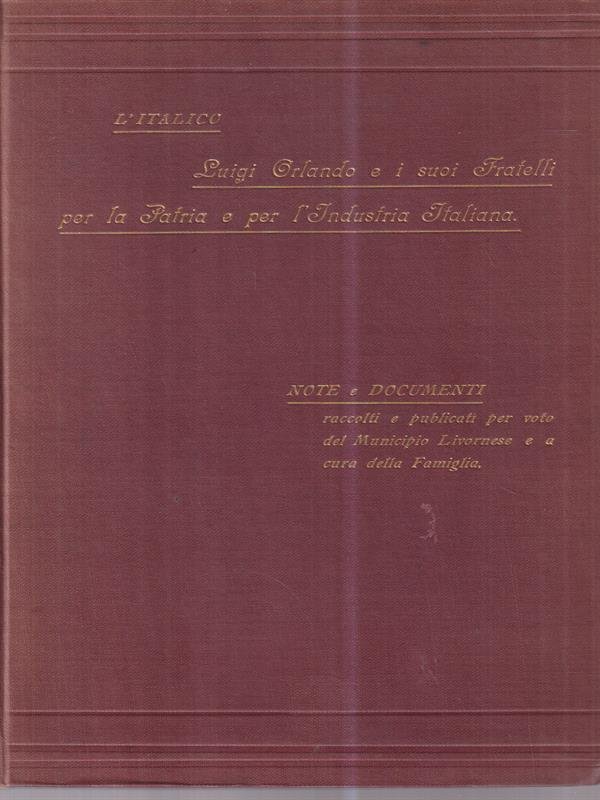 L'ITALICO
Luigi Orlando e i suoi Fratelli
per la Patria e per l'Industria Italiana.
NOTE e DOCUMENTI
raccolti e publicati per voto
del Municipio Livornese e a
cura della Famiglia.